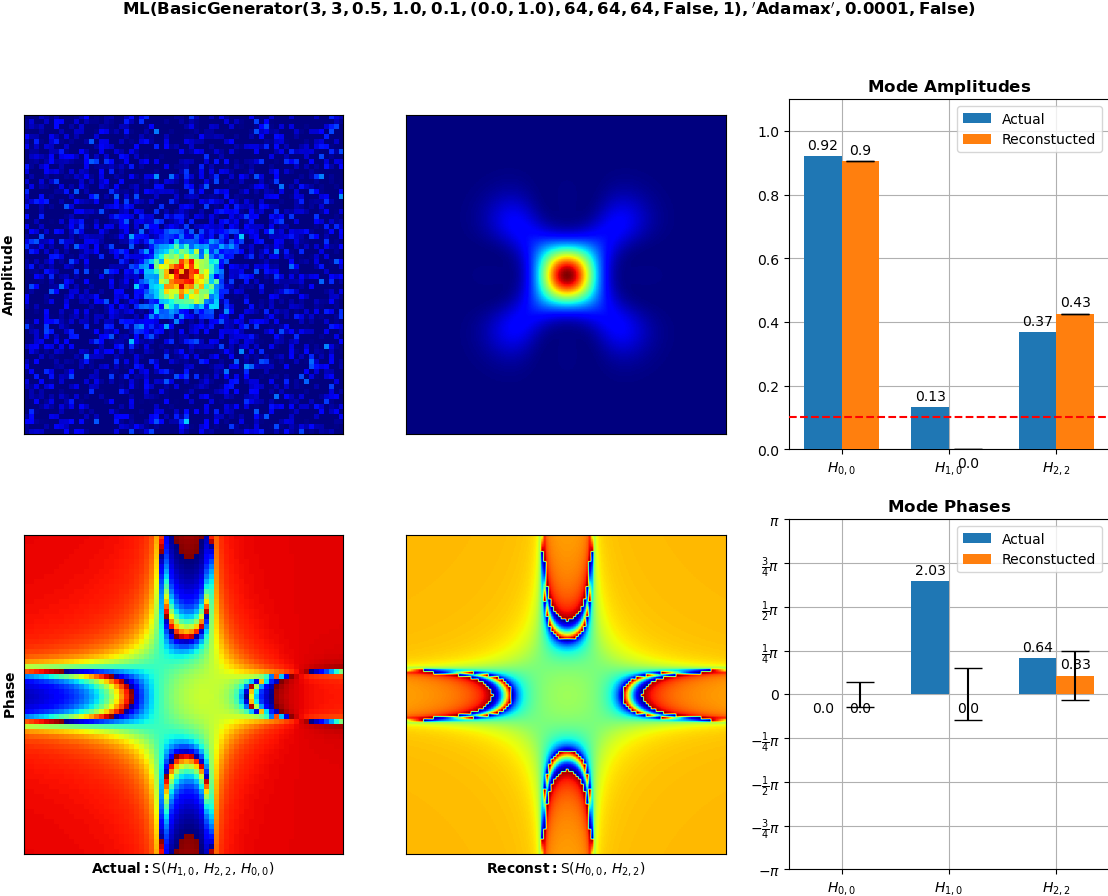 ML(BasicGenerator(3, 3, 0.5, 1.0, 0.1, (0.0, 1.0), 64, 64, 64, False, 1), ′Adamax′, 0.0001, False)
Amplitude
Mode Amplitudes
Actual
Reconstucted
1.0
0.8
0.6
0.4
0.2
0.0
0.92
0.9
0.13
0.0
0.37
0.43
H0,0
H1,0
H2,2
Phase
Actual: S(H1,0, H2,2, H0,0)
Reconst: S(H0,0, H2,2)
Mode Phases
Actual
Reconstucted
π
3/4π
1/2π
1/4π
0
−1/4π
−1/2π
−3/4π
−π
0.0
0.0
2.03
0.0
0.64
0.33
H0,0
H1,0
H2,2